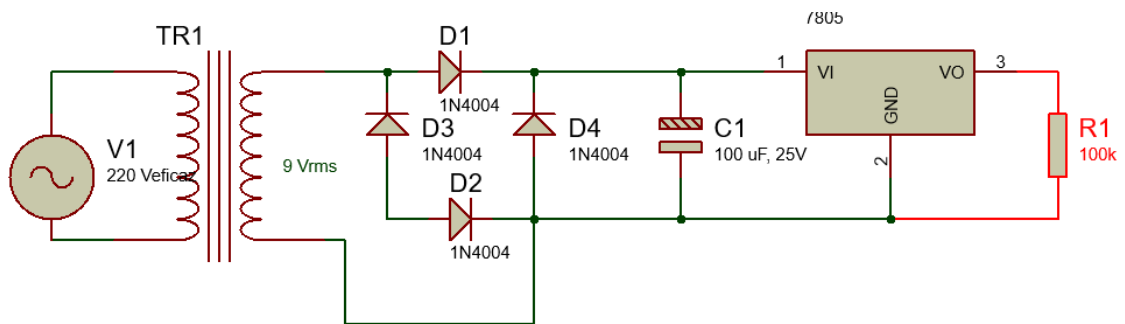 7805
TR1
D1
1 VI VO 3
1N4004
GND
D3
D4
C1
R1
V1
1N4004
1N4004
100 uF, 25V
100k
220 Veficaz
9 Vrms
2
D2
1N4004